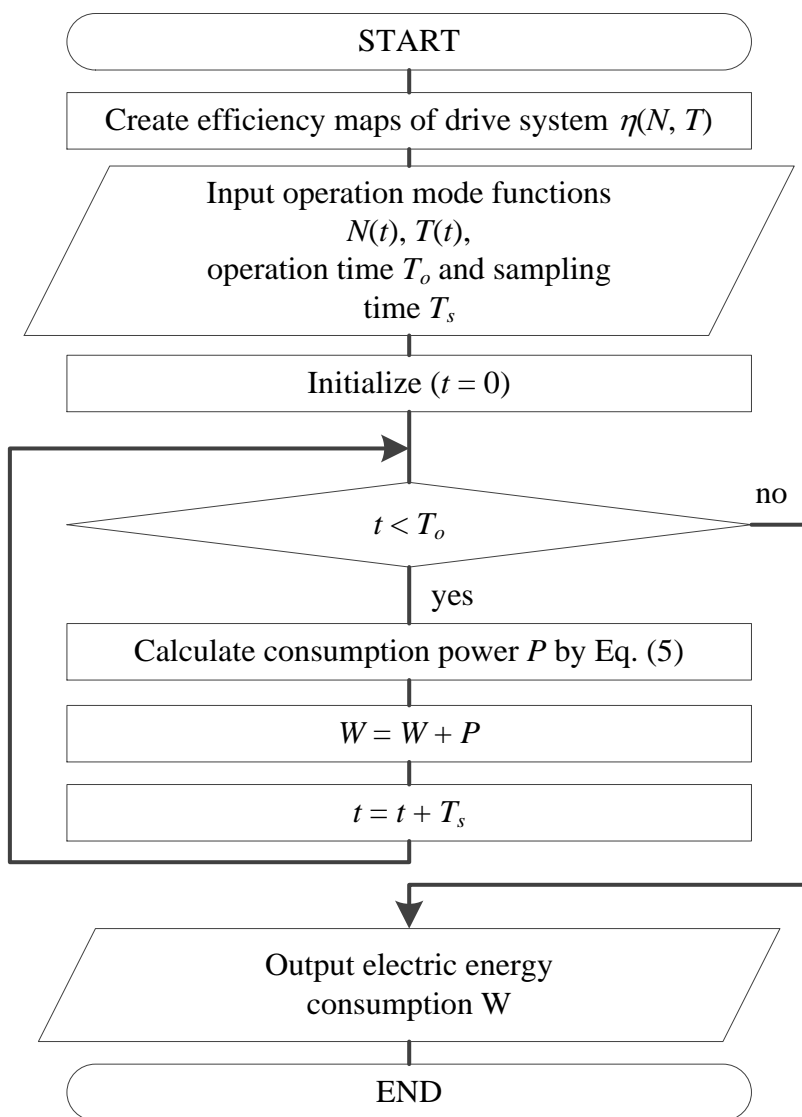 START
Create efficiency maps of drive system η(N, T)
Input operation mode functions
N(t), T(t),
operation time Tₒ and sampling
time Tₛ
Initialize (t = 0)
t < Tₒ
no
yes
Calculate consumption power P by Eq. (5)
W = W + P
t = t + Tₛ
Output electric energy
consumption W
END